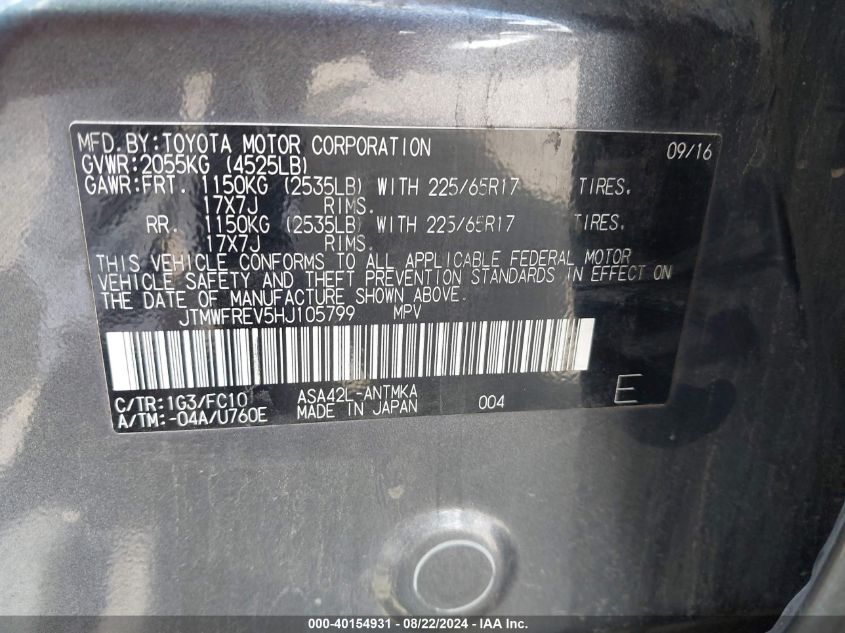 MFD.BY:TOYOTA MOTOR CORPORATION 09/16
GVWR:2055KG (4525LB)
GAWR:FRT. 1150KG (2535LB) WITH 225/65R17 TIRES.
17X7J RIMS.
RR. 1150KG (2535LB) WITH 225/65R17 TIRES.
17X7J RIMS.
THIS VEHICLE CONFORMS TO ALL APPLICABLE FEDERAL MOTOR
VEHICLE SAFETY AND THEFT PREVENTION STANDARDS IN EFFECT ON
THE DATE OF MANUFACTURE SHOWN ABOVE.
JTMWFREV5HJ105799 MPV
C/TR:1G3/FC10 ASA42L-ANTMKA 004 E
A/TM:-04A/U760E MADE IN JAPAN
000-40154931 - 08/22/2024 - IAAI.COM